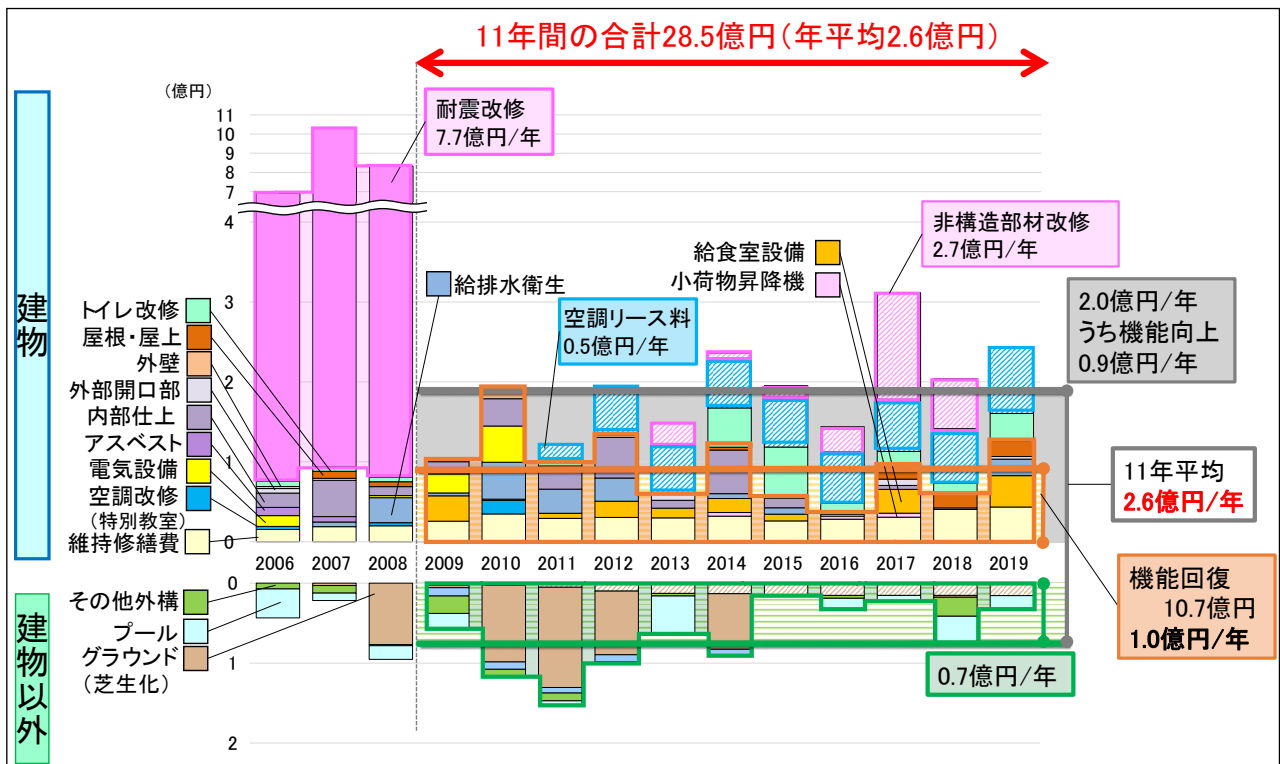 11年間の合計28.5億円（年平均2.6億円）
建物
（億円）
11
10
9
8
7
4
3
2
1
0
耐震改修
7.7億円/年
非構造部材改修
2.7億円/年
給食室設備
小荷物昇降機
給排水衛生
空調リース料
0.5億円/年
2.0億円/年
うち機能向上
0.9億円/年
トイレ改修
屋根・屋上
外壁
外部開口部
内部仕上
アスベスト
電気設備
空調改修
（特別教室）
維持修繕費
11年平均
2.6億円/年
2006 2007 2008 2009 2010 2011 2012 2013 2014 2015 2016 2017 2018 2019
機能回復
10.7億円
1.0億円/年
建物以外
0
1
2
その他外構
プール
グラウンド
（芝生化）
0.7億円/年